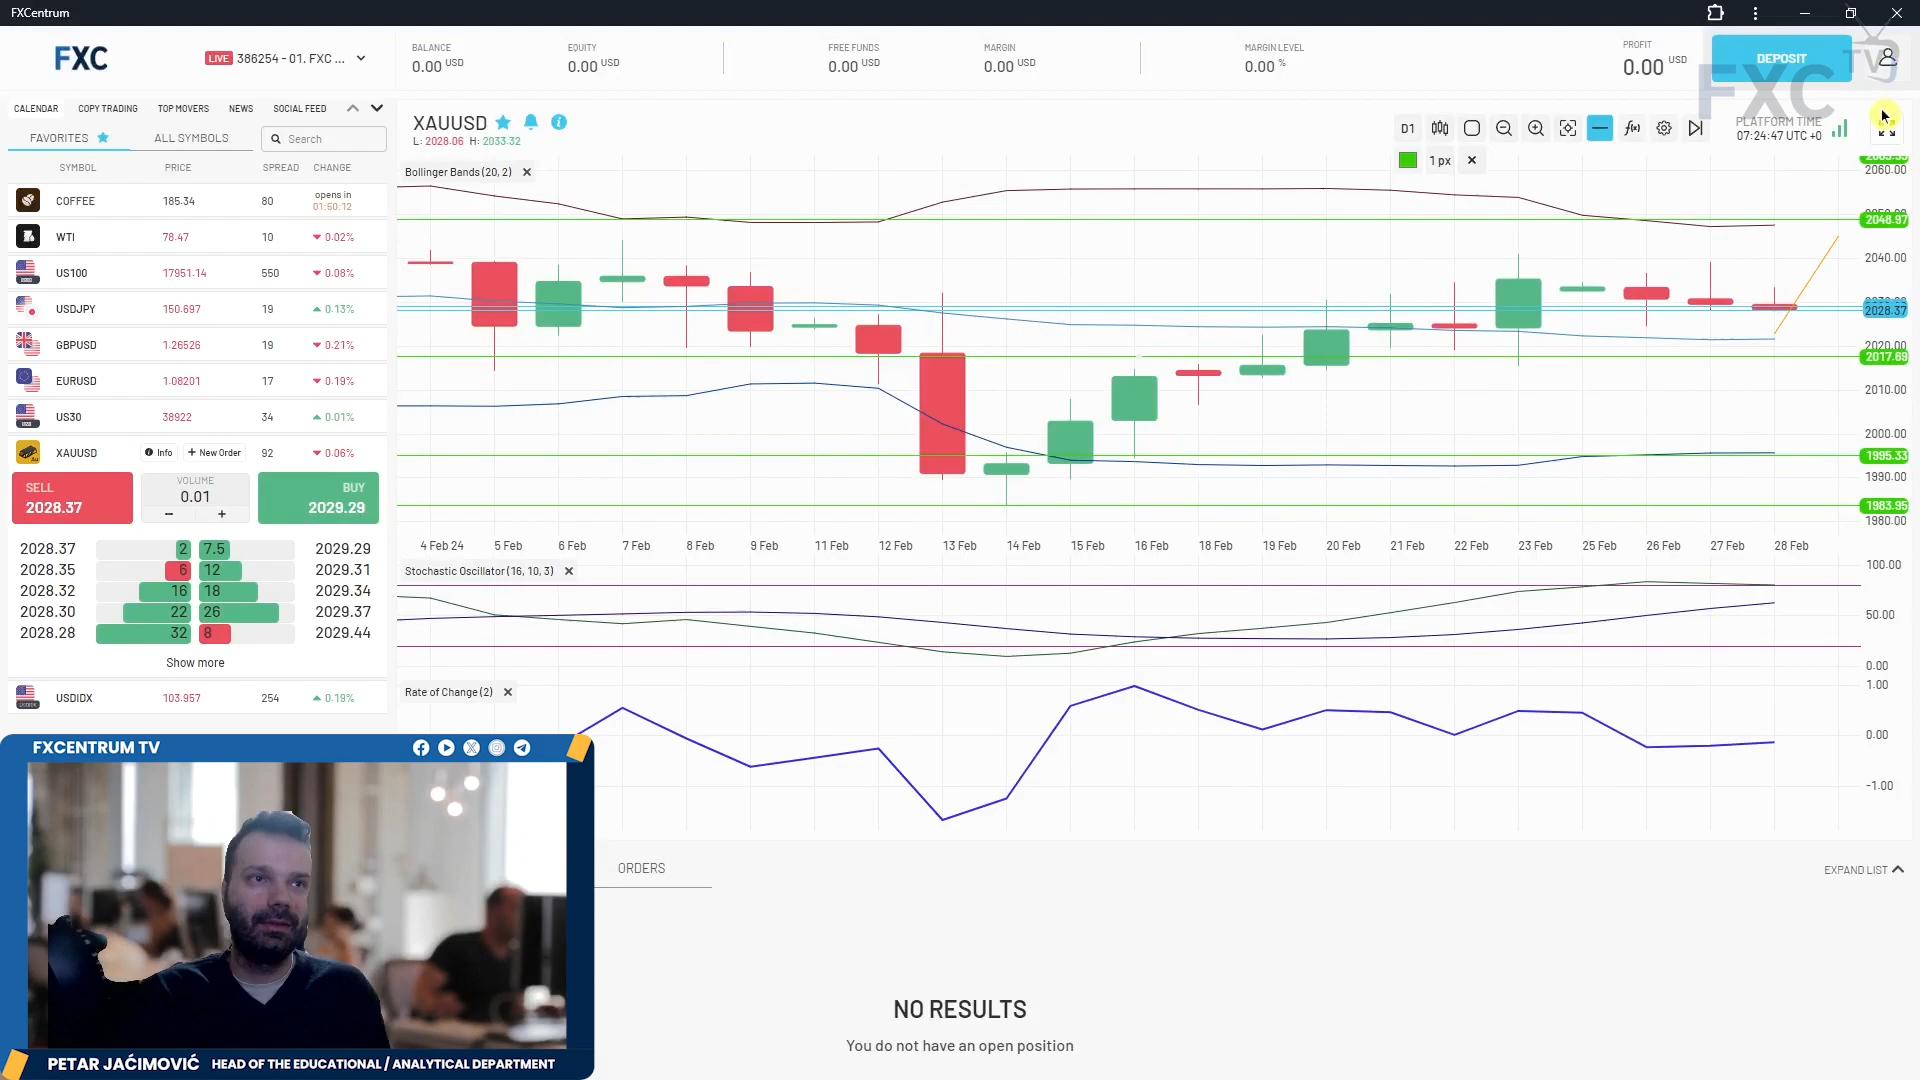 FXCentrum
FXC
LIVE 386254 - 01. FXC ...
BALANCE
0.00 USD
EQUITY
0.00 USD
FREE FUNDS
0.00 USD
MARGIN
0.00 USD
MARGIN LEVEL
0.00 %
PROFIT
0.00 USD
DEPOSIT
FXC TV
CALENDAR COPY TRADING TOP MOVERS NEWS SOCIAL FEED
FAVORITES ALL SYMBOLS Search
SYMBOL PRICE SPREAD CHANGE
COFFEE 185.34 80 opens in
01:50:12
WTI 78.47 10 0.02%
US100 17951.14 550 0.08%
USDJPY 150.697 19 0.13%
GBPUSD 1.26526 19 0.21%
EURUSD 1.08201 17 0.19%
US30 38922 34 0.01%
XAUUSD Info + New Order 92 0.06%
SELL
2028.37
VOLUME
0.01
− +
BUY
2029.29
2028.37 2 7.5 2029.29
2028.35 6 12 2029.31
2028.32 16 18 2029.34
2028.30 22 26 2029.37
2028.28 32 8 2029.44
Show more
USDIDX 103.957 254 0.19%
XAUUSD
L: 2028.06 H: 2033.32
D1
PLATFORM TIME
07:24:47 UTC +0
1 px
Bollinger Bands (20, 2)
2060.00
2048.97
2040.00
2028.37
2020.00
2017.69
2010.00
2000.00
1995.33
1990.00
1983.95
1980.00
4 Feb 24 5 Feb 6 Feb 7 Feb 8 Feb 9 Feb 11 Feb 12 Feb 13 Feb 14 Feb 15 Feb 16 Feb 18 Feb 19 Feb 20 Feb 21 Feb 22 Feb 23 Feb 25 Feb 26 Feb 27 Feb 28 Feb
Stochastic Oscillator (16, 10, 3)
100.00
50.00
0.00
Rate of Change (2)
1.00
0.00
-1.00
ORDERS
EXPAND LIST
NO RESULTS
You do not have an open position
FXCENTRUM TV
PETAR JAĆIMOVIĆ HEAD OF THE EDUCATIONAL / ANALYTICAL DEPARTMENT